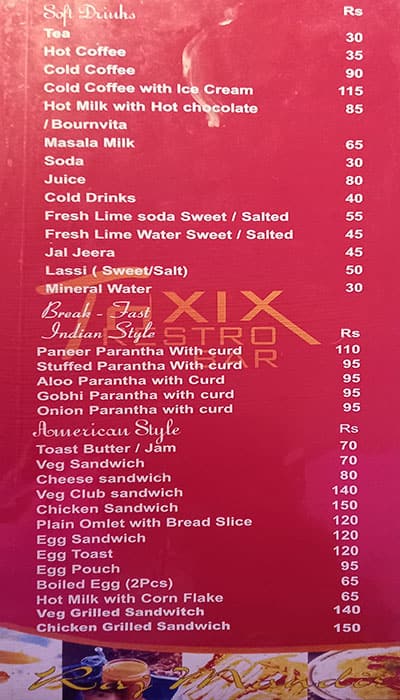 Soft Drinks Rs
Tea 30
Hot Coffee 35
Cold Coffee 90
Cold Coffee with Ice Cream 115
Hot Milk with Hot chocolate 85
/ Bournvita
Masala Milk 65
Soda 30
Juice 80
Cold Drinks 40
Fresh Lime soda Sweet / Salted 55
Fresh Lime Water Sweet / Salted 45
Jal Jeera 45
Lassi ( Sweet/Salt) 50
Mineral Water 30
XIX
RESTRO
BAR
Break - Fast
Indian Style Rs
Paneer Parantha With curd 110
Stuffed Parantha With curd 95
Aloo Parantha with Curd 95
Gobhi Parantha with curd 95
Onion Parantha with curd 95
American Style Rs
Toast Butter / Jam 70
Veg Sandwich 70
Cheese sandwich 80
Veg Club sandwich 140
Chicken Sandwich 150
Plain Omlet with Bread Slice 120
Egg Sandwich 120
Egg Toast 120
Egg Pouch 95
Boiled Egg (2Pcs) 65
Hot Milk with Corn Flake 65
Veg Grilled Sandwitch 140
Chicken Grilled Sandwich 150